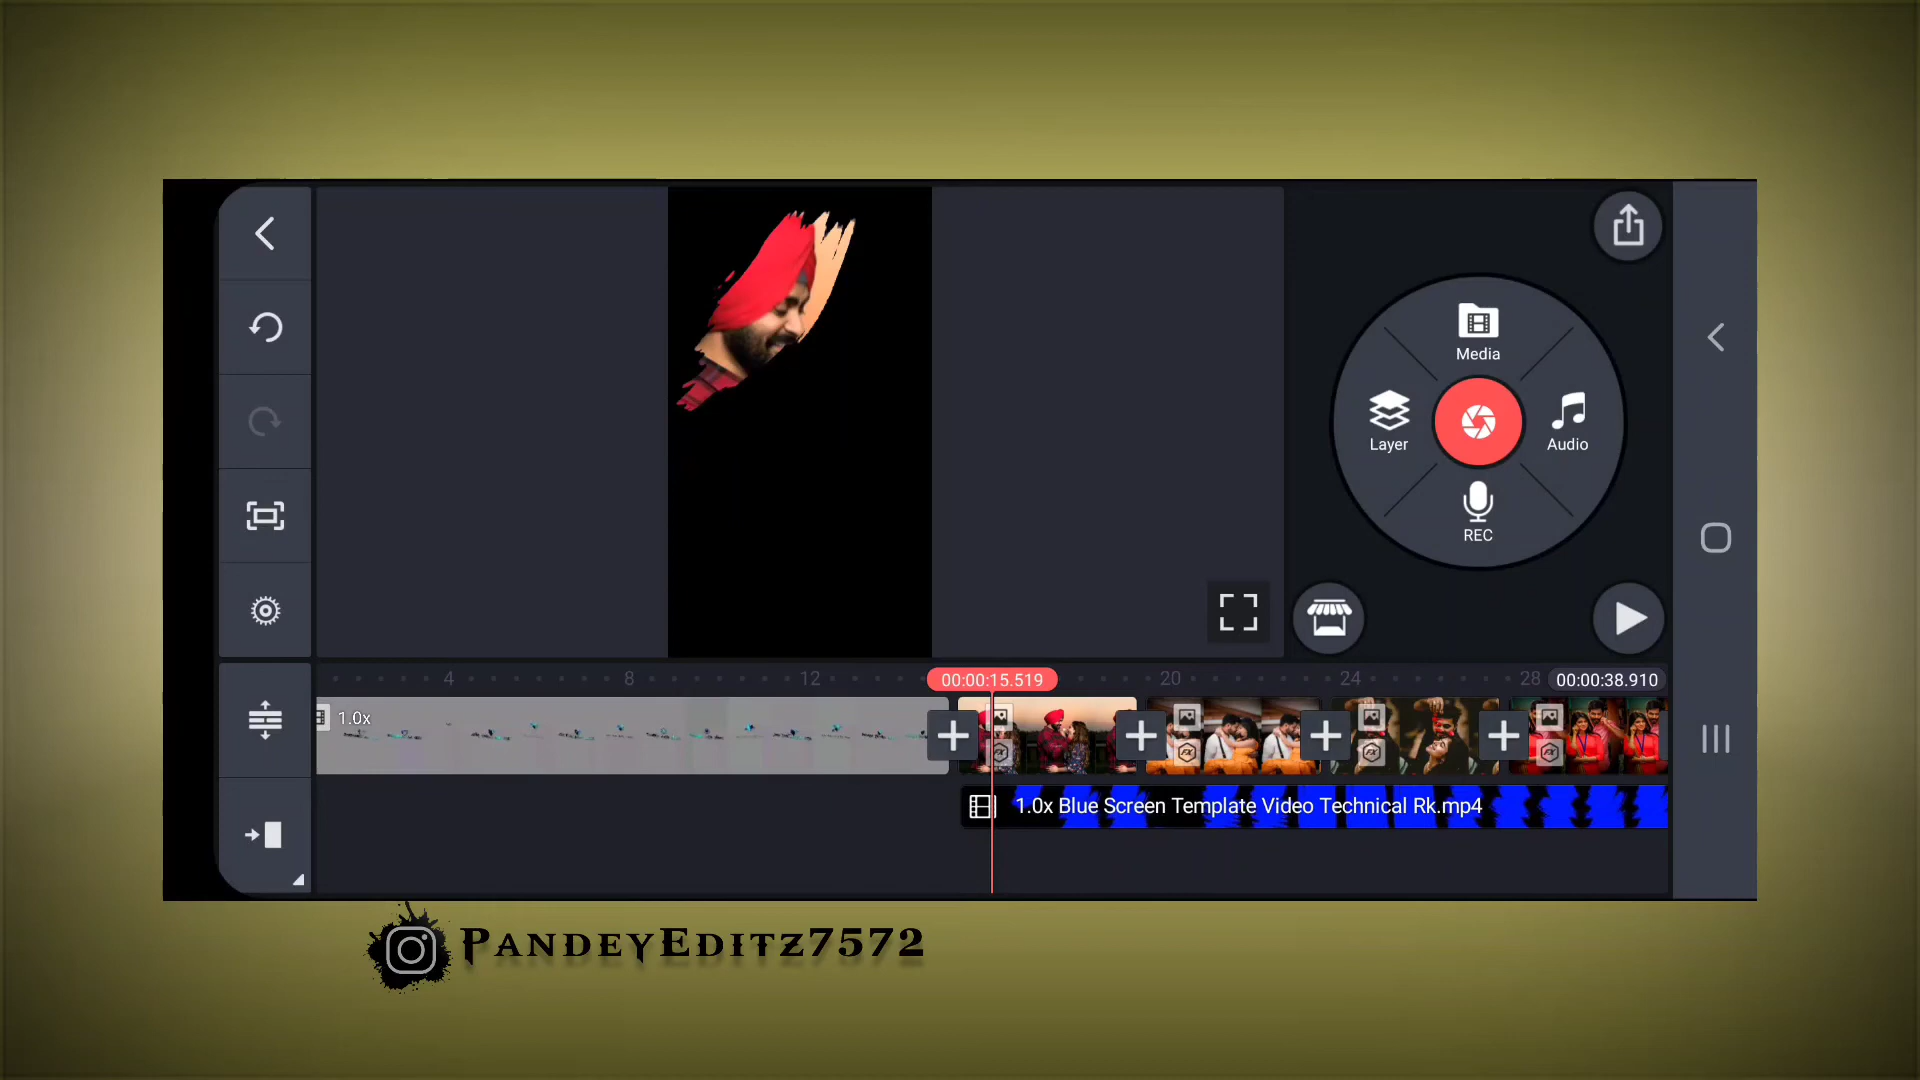 Media
Layer
Audio
REC
4
8
12
00:00:15.519
20
24
28
00:00:38.910
1.0x
1.0x Blue Screen Template Video Technical Rk.mp4
PandeyEditz7572